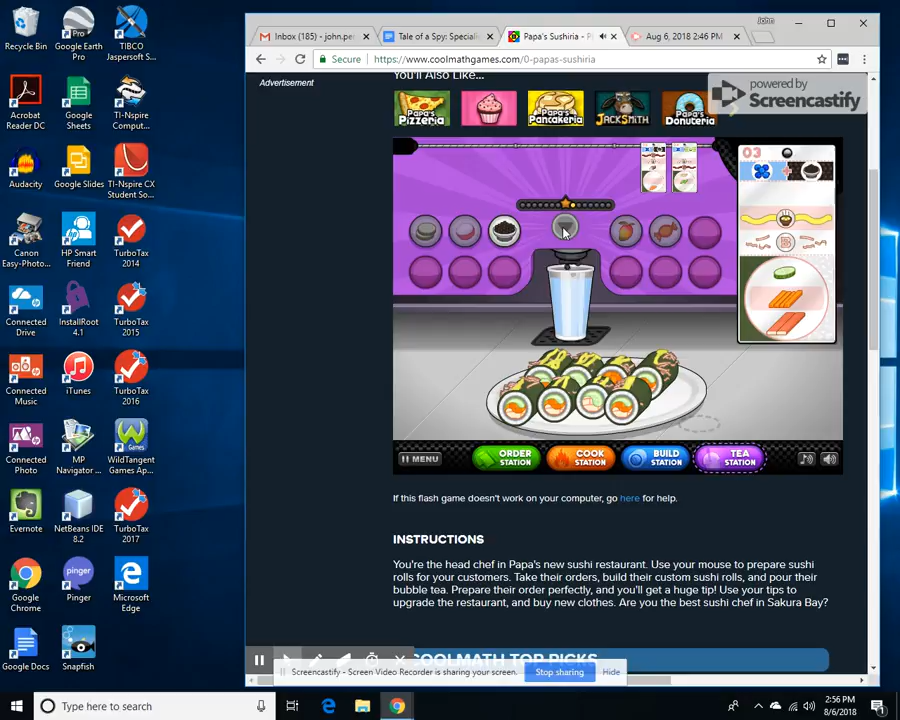 Recycle Bin
Google Earth
Pro
TIBCO
Jaspersoft S...
Acrobat
Reader DC
Google
Sheets
TI-Nspire
Comput...
Audacity
Google Slides
TI-Nspire CX
Student So...
Canon
Easy-Photo...
HP Smart
Friend
TurboTax
2014
Connected
Drive
InstallRoot
4.1
TurboTax
2015
Connected
Music
iTunes
TurboTax
2016
Connected
Photo
MP
Navigator ...
WildTangent
Games Ap...
Evernote
NetBeans IDE
8.2
TurboTax
2017
Google
Chrome
Pinger
Microsoft
Edge
Google Docs
Snapfish
John
Inbox (185) - john.pe
Tale of a Spy: Speciali
Papa's Sushiria - P
Aug 6, 2018 2:46 PM
Secure
https://www.coolmathgames.com/0-papas-sushiria
Advertisement
You'll Also Like...
powered by
Screencastify
Papa's
Pizzeria
Papa's
Pancakeria
JACKSMITH
Papa's
Donuteria
03
MENU
ORDER
STATION
COOK
STATION
BUILD
STATION
TEA
STATION
If this flash game doesn't work on your computer, go here for help.
INSTRUCTIONS
You're the head chef in Papa's new sushi restaurant. Use your mouse to prepare sushi
rolls for your customers. Take their orders, build their custom sushi rolls, and pour their
bubble tea. Prepare their order perfectly, and you'll get a huge tip! Use your tips to
upgrade the restaurant, and buy new clothes. Are you the best sushi chef in Sakura Bay?
COOLMATH TOP PICKS
Screencastify - Screen Video Recorder is sharing your screen.
Stop sharing
Hide
Type here to search
2:56 PM
8/6/2018